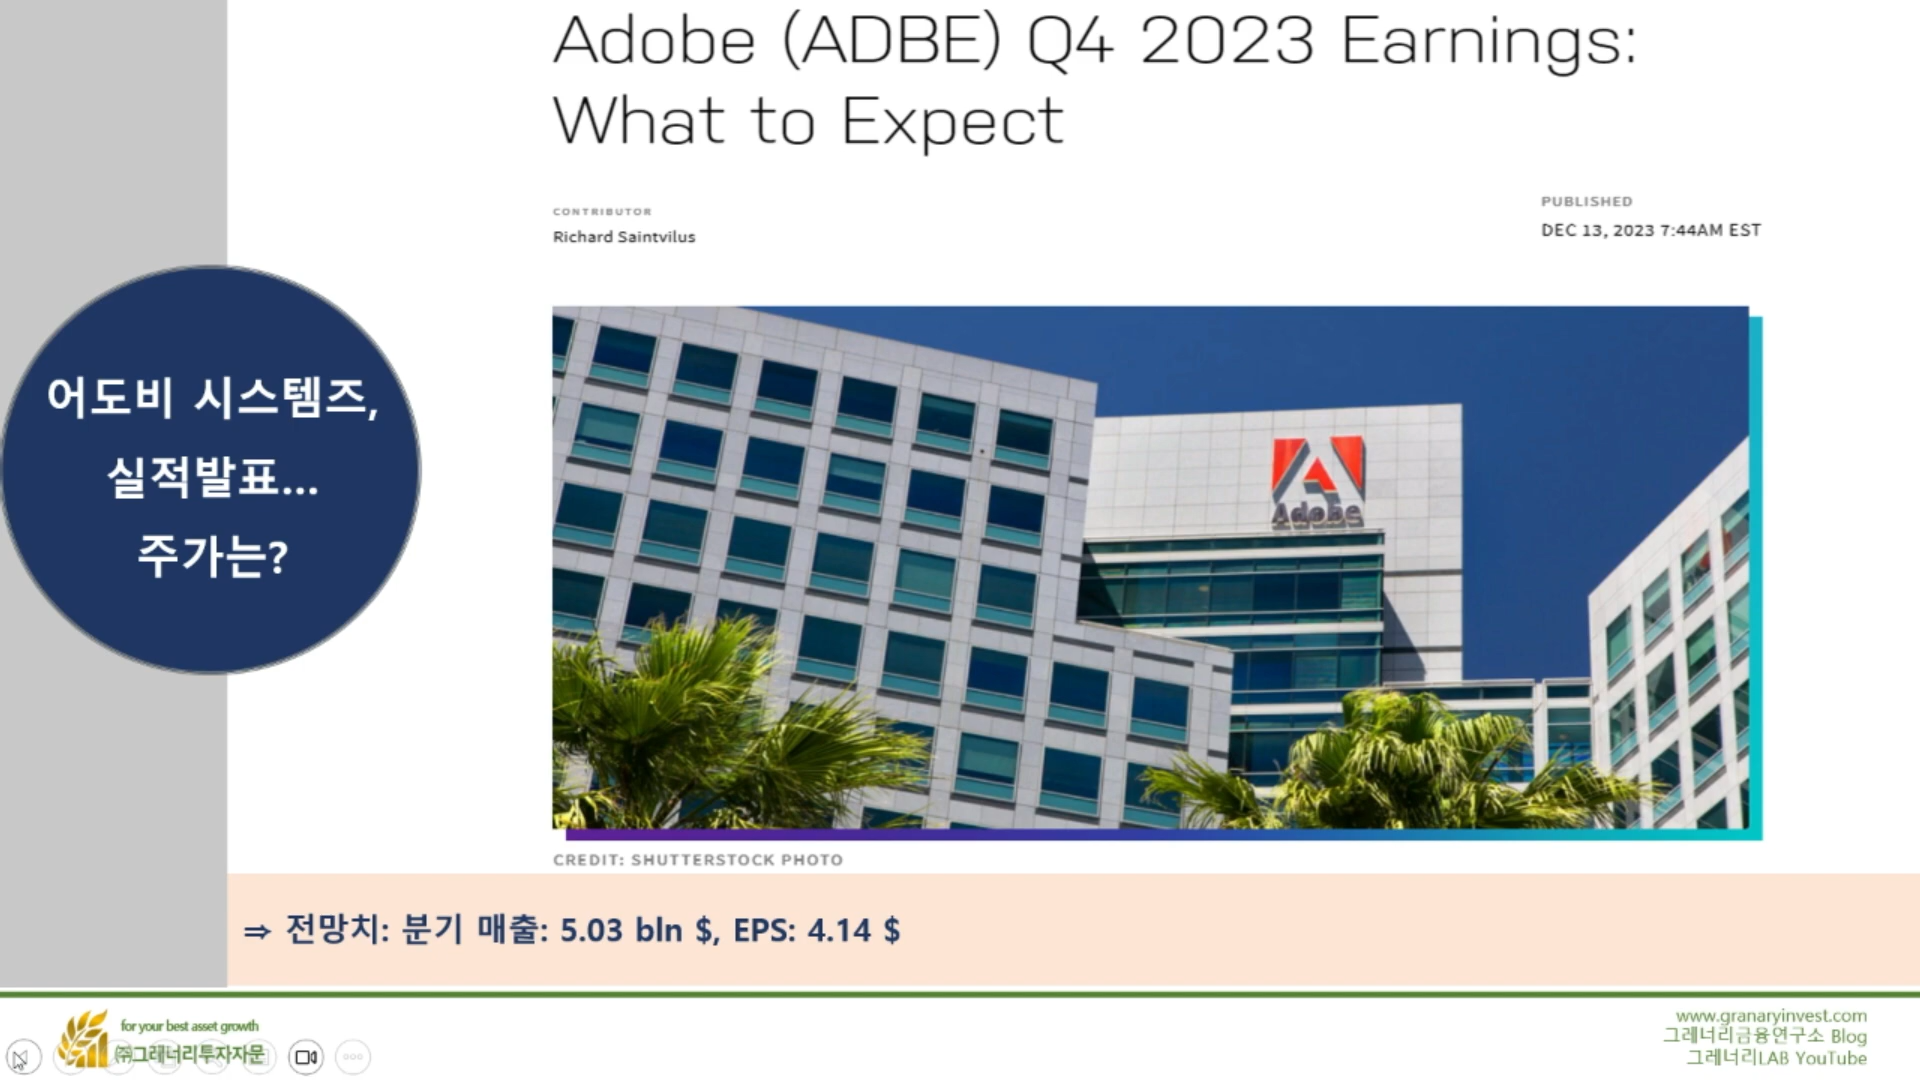 Adobe (ADBE) Q4 2023 Earnings:
What to Expect
CONTRIBUTOR
Richard Saintvilus
PUBLISHED
DEC 13, 2023 7:44AM EST
어도비 시스템즈,
실적발표...
주가는?
Adobe
CREDIT: SHUTTERSTOCK PHOTO
⇒ 전망치: 분기 매출: 5.03 bln $, EPS: 4.14 $
for your best asset growth
㈜그래너리투자자문
www.granaryinvest.com
그레너리금융연구소 Blog
그레너리LAB YouTube